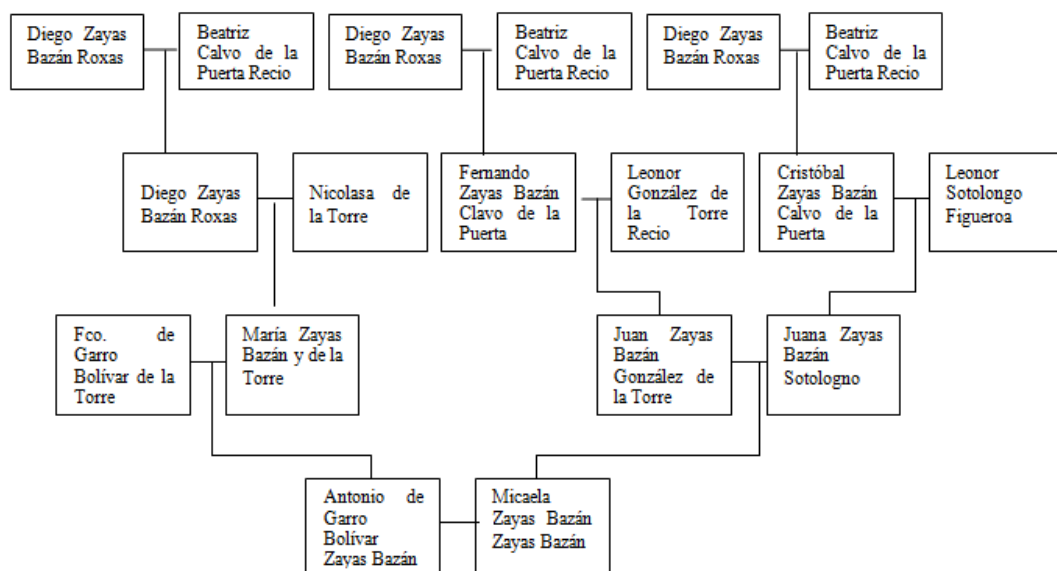 Diego Zayas
Bazán Roxas
Beatriz
Calvo de la
Puerta Recio
Diego Zayas
Bazán Roxas
Beatriz
Calvo de la
Puerta Recio
Diego Zayas
Bazán Roxas
Beatriz
Calvo de la
Puerta Recio
Diego Zayas
Bazán Roxas
Nicolasa de
la Torre
Fernando
Zayas Bazán
Clavo de la
Puerta
Leonor
González de
la Torre
Recio
Cristóbal
Zayas Bazán
Calvo de la
Puerta
Leonor
Sotolongo
Figueroa
Fco. de
Garro
Bolívar de la
Torre
María Zayas
Bazán y de la
Torre
Juan Zayas
Bazán
González de
la Torre
Juana Zayas
Bazán
Sotologno
Antonio de
Garro
Bolívar
Zayas Bazán
Micaela
Zayas Bazán
Zayas Bazán